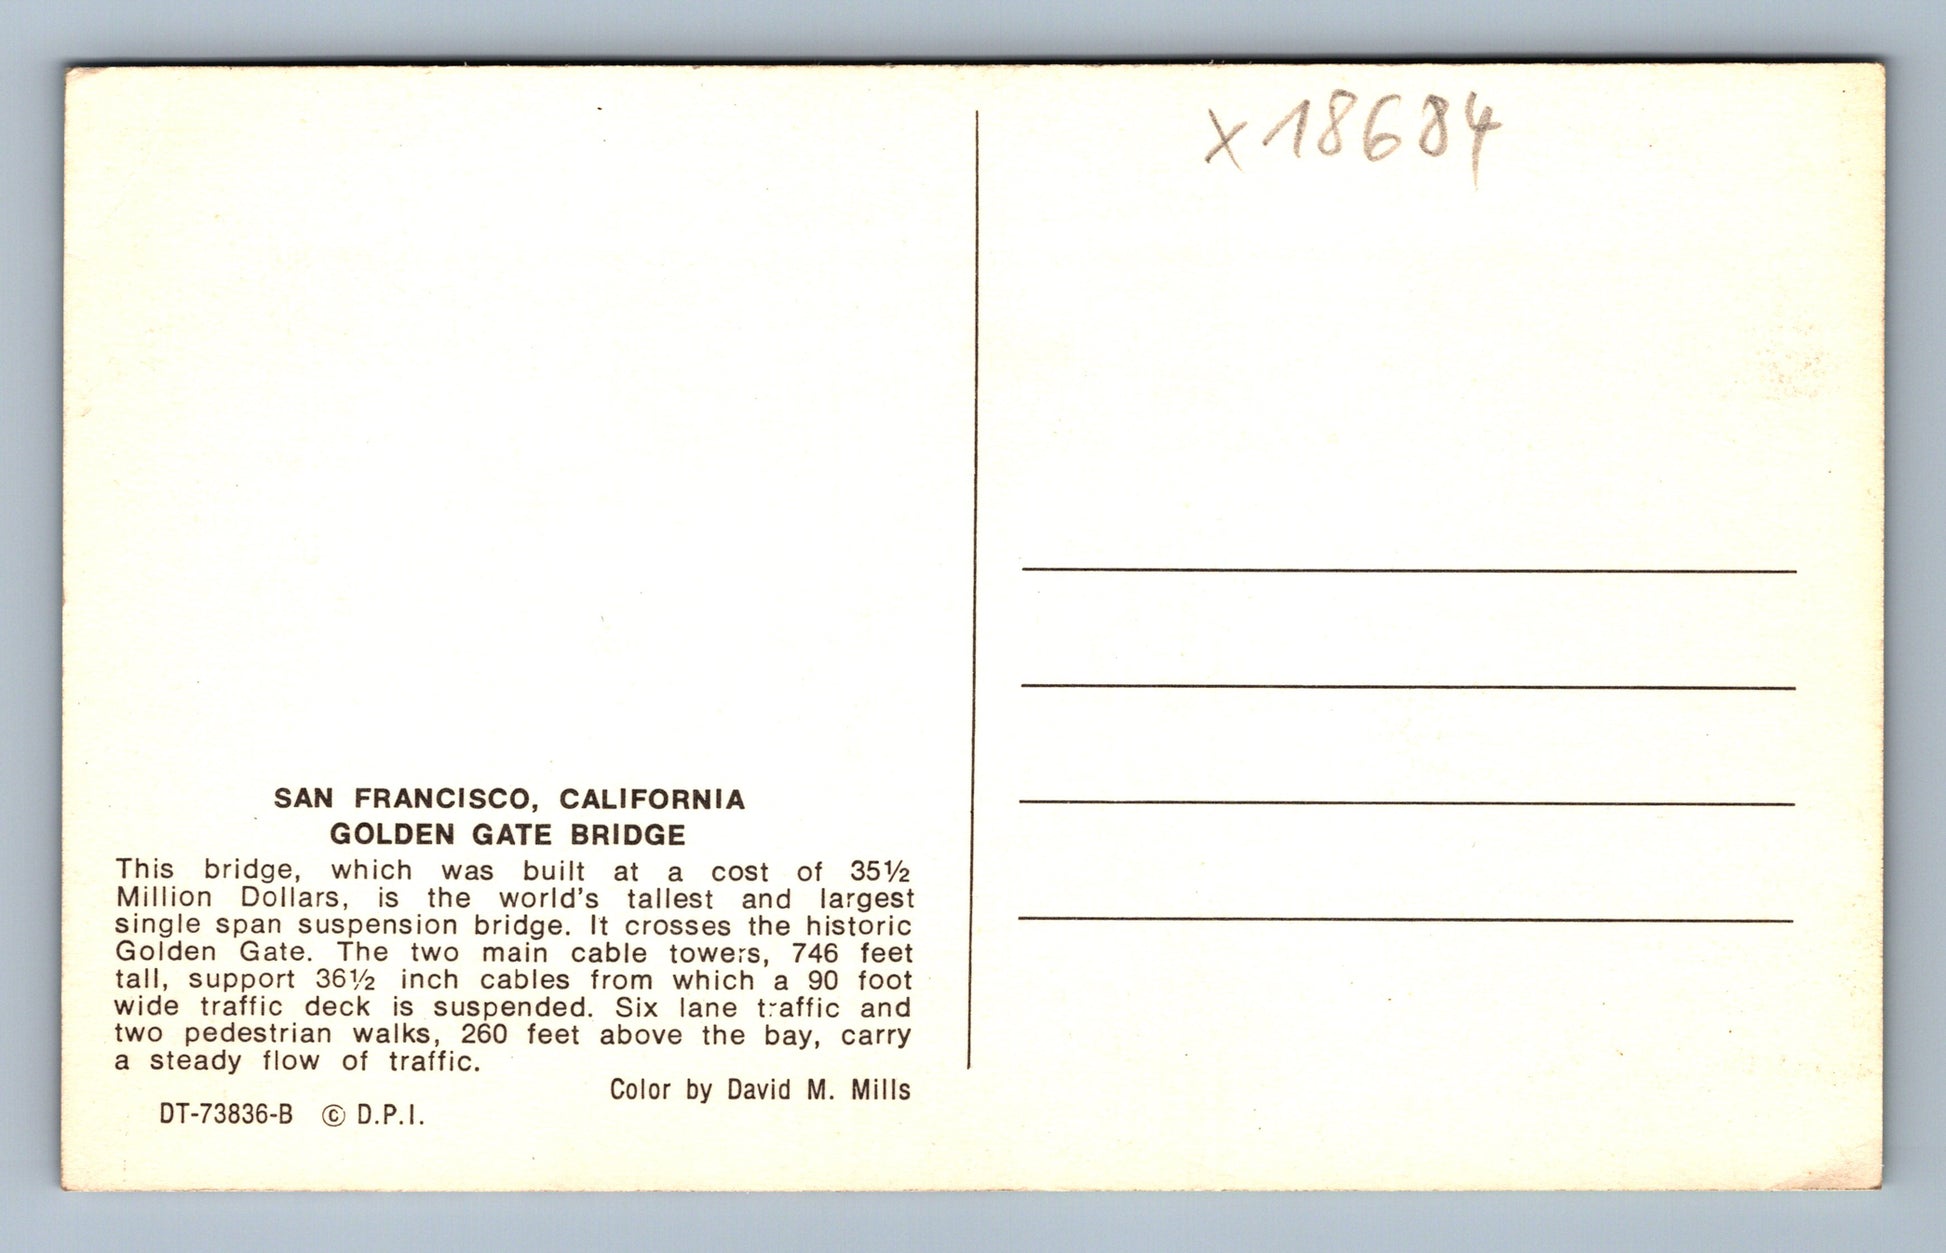 x 18684
SAN FRANCISCO, CALIFORNIA
GOLDEN GATE BRIDGE
This bridge, which was built at a cost of 35½
Million Dollars, is the world's tallest and largest
single span suspension bridge. It crosses the historic
Golden Gate. The two main cable towers, 746 feet
tall, support 36½ inch cables from which a 90 foot
wide traffic deck is suspended. Six lane traffic and
two pedestrian walks, 260 feet above the bay, carry
a steady flow of traffic.
Color by David M. Mills
DT-73836-B © D.P.I.